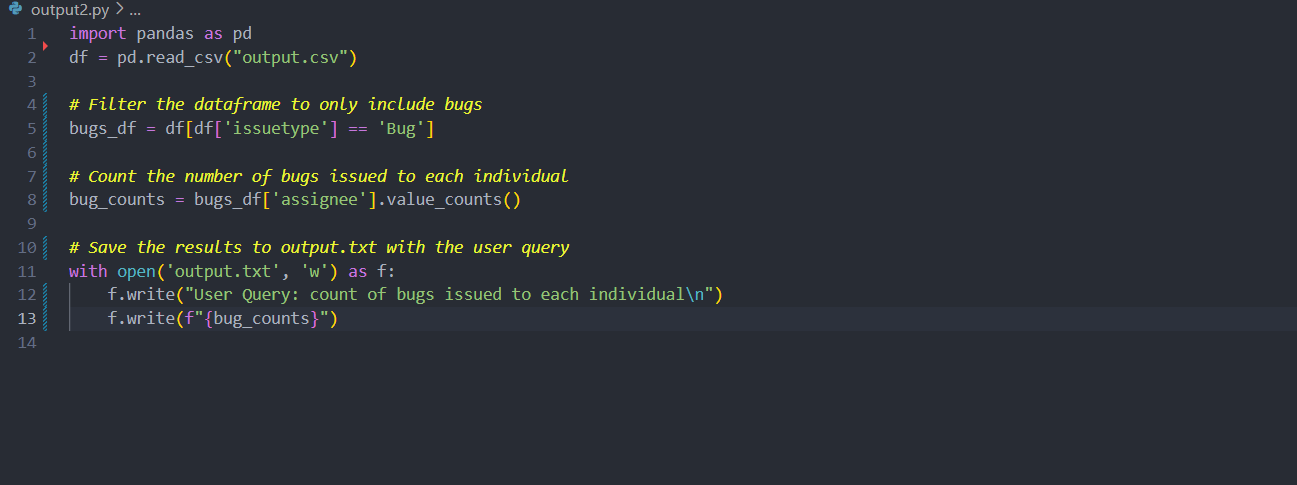 output2.py > ...
1 import pandas as pd
2 df = pd.read_csv("output.csv")
3
4 # Filter the dataframe to only include bugs
5 bugs_df = df[df['issuetype'] == 'Bug']
6
7 # Count the number of bugs issued to each individual
8 bug_counts = bugs_df['assignee'].value_counts()
9
10 # Save the results to output.txt with the user query
11 with open('output.txt', 'w') as f:
12     f.write("User Query: count of bugs issued to each individual\n")
13     f.write(f"{bug_counts}")
14